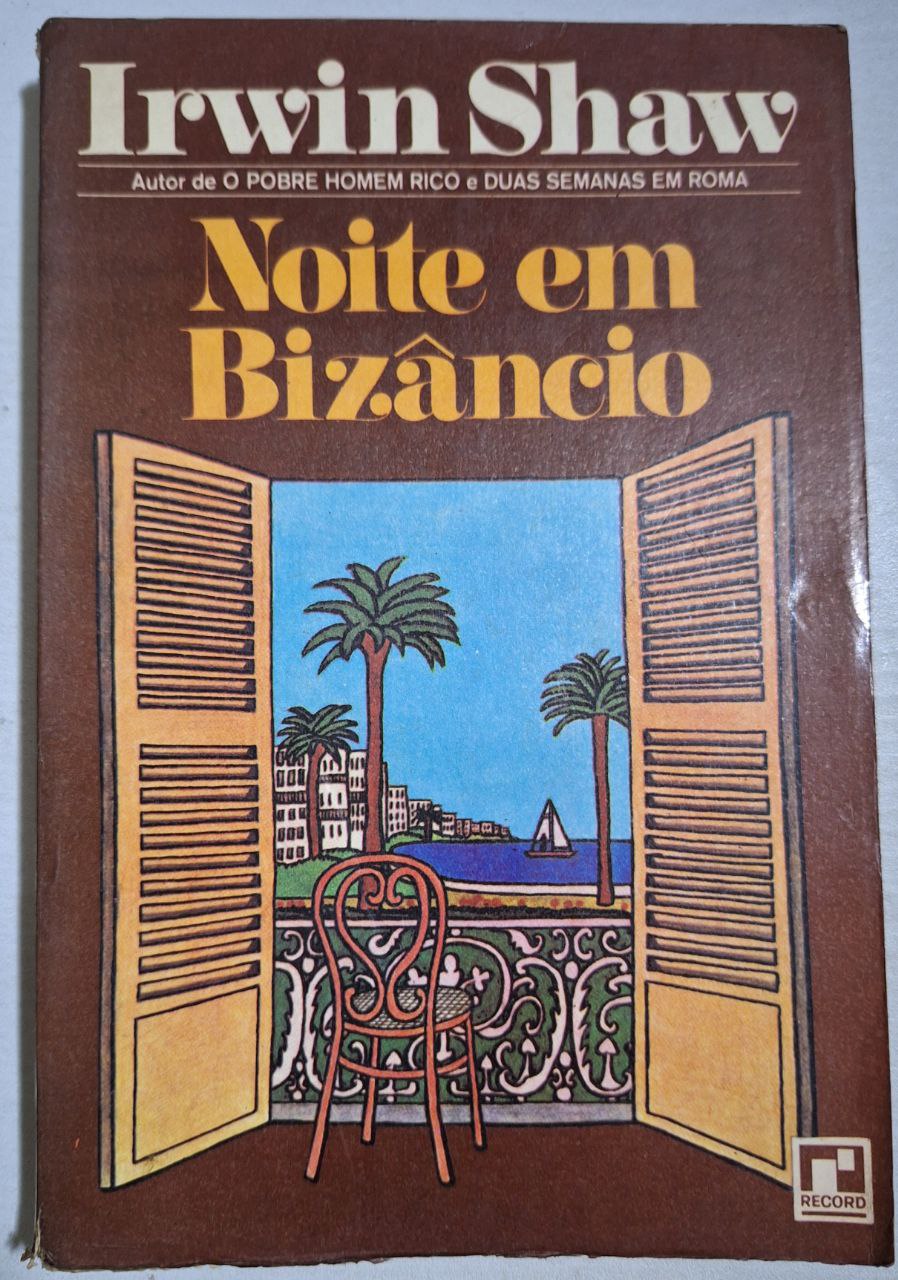 Irwin Shaw
Autor de O POBRE HOMEM RICO e DUAS SEMANAS EM ROMA
Noite em
Bizâncio
RECORD